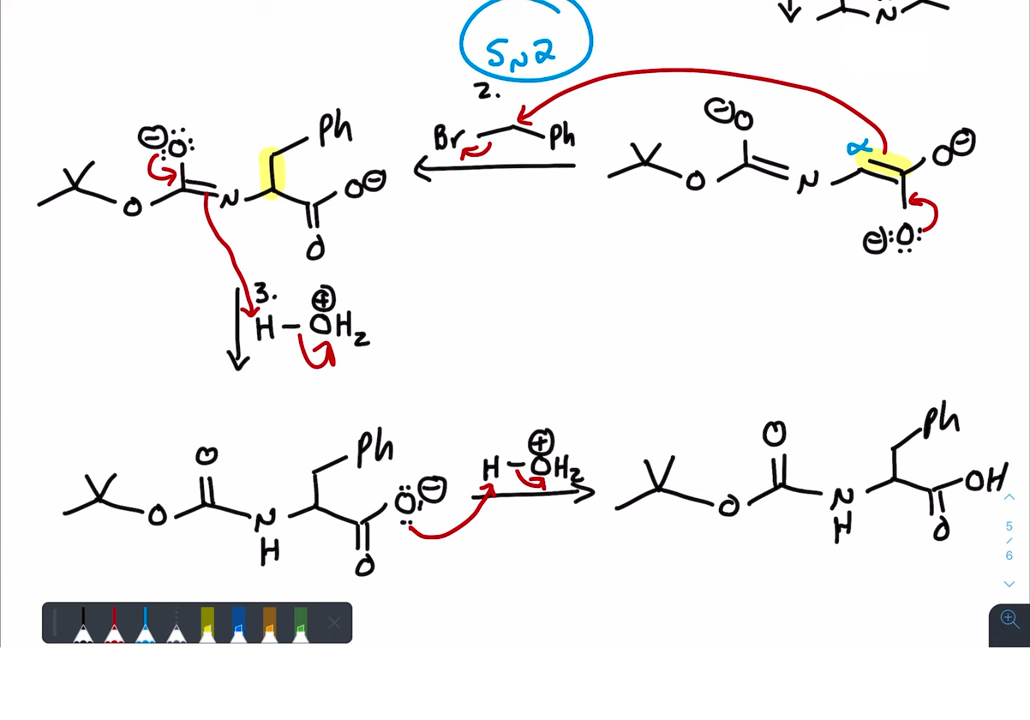 N
SN2
2.
⊖O
⊖:O:
Ph
Br
Ph
α
O⊖
O
N
O⊖
O
O
N
⊖:O:
3.
H-OH2
⊕
Ph
O
O
N
H
O:⊖
O
H-OH2
⊕
Ph
O
O
N
H
OH
O
5
/
6